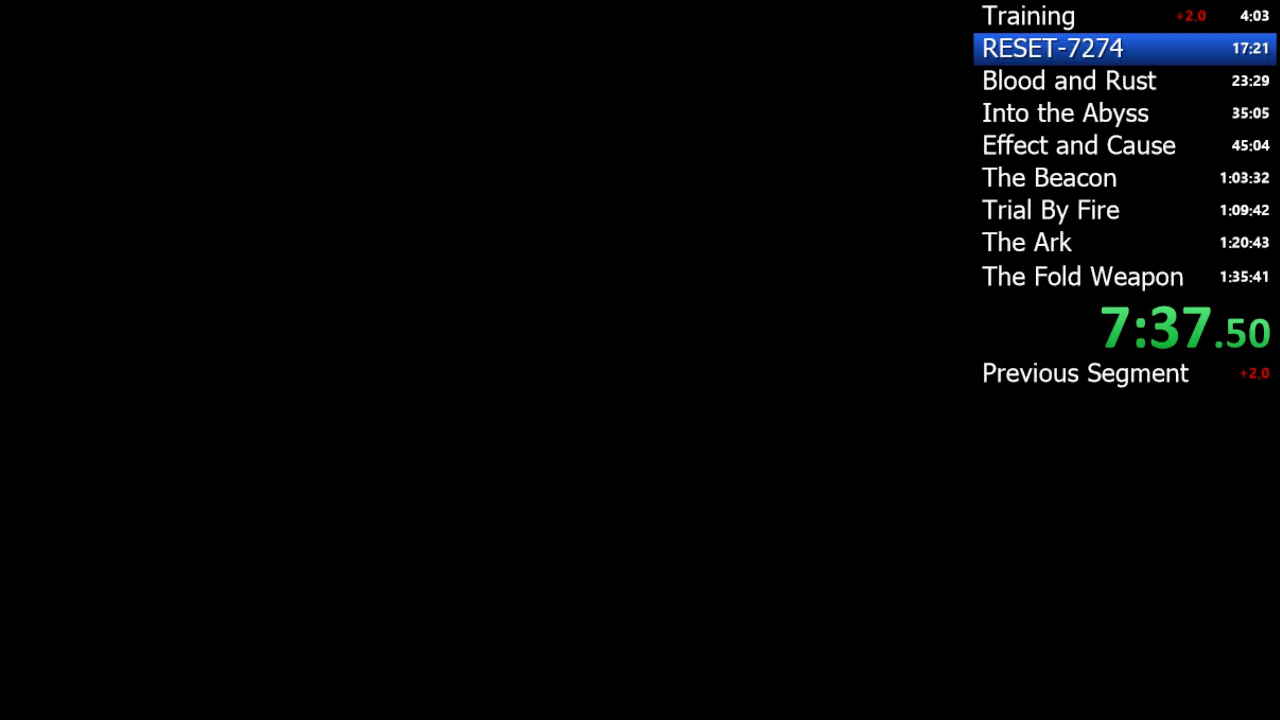 Training +2.0 4:03
RESET-7274 17:21
Blood and Rust 23:29
Into the Abyss 35:05
Effect and Cause 45:04
The Beacon 1:03:32
Trial By Fire 1:09:42
The Ark 1:20:43
The Fold Weapon 1:35:41
7:37.50
Previous Segment +2.0